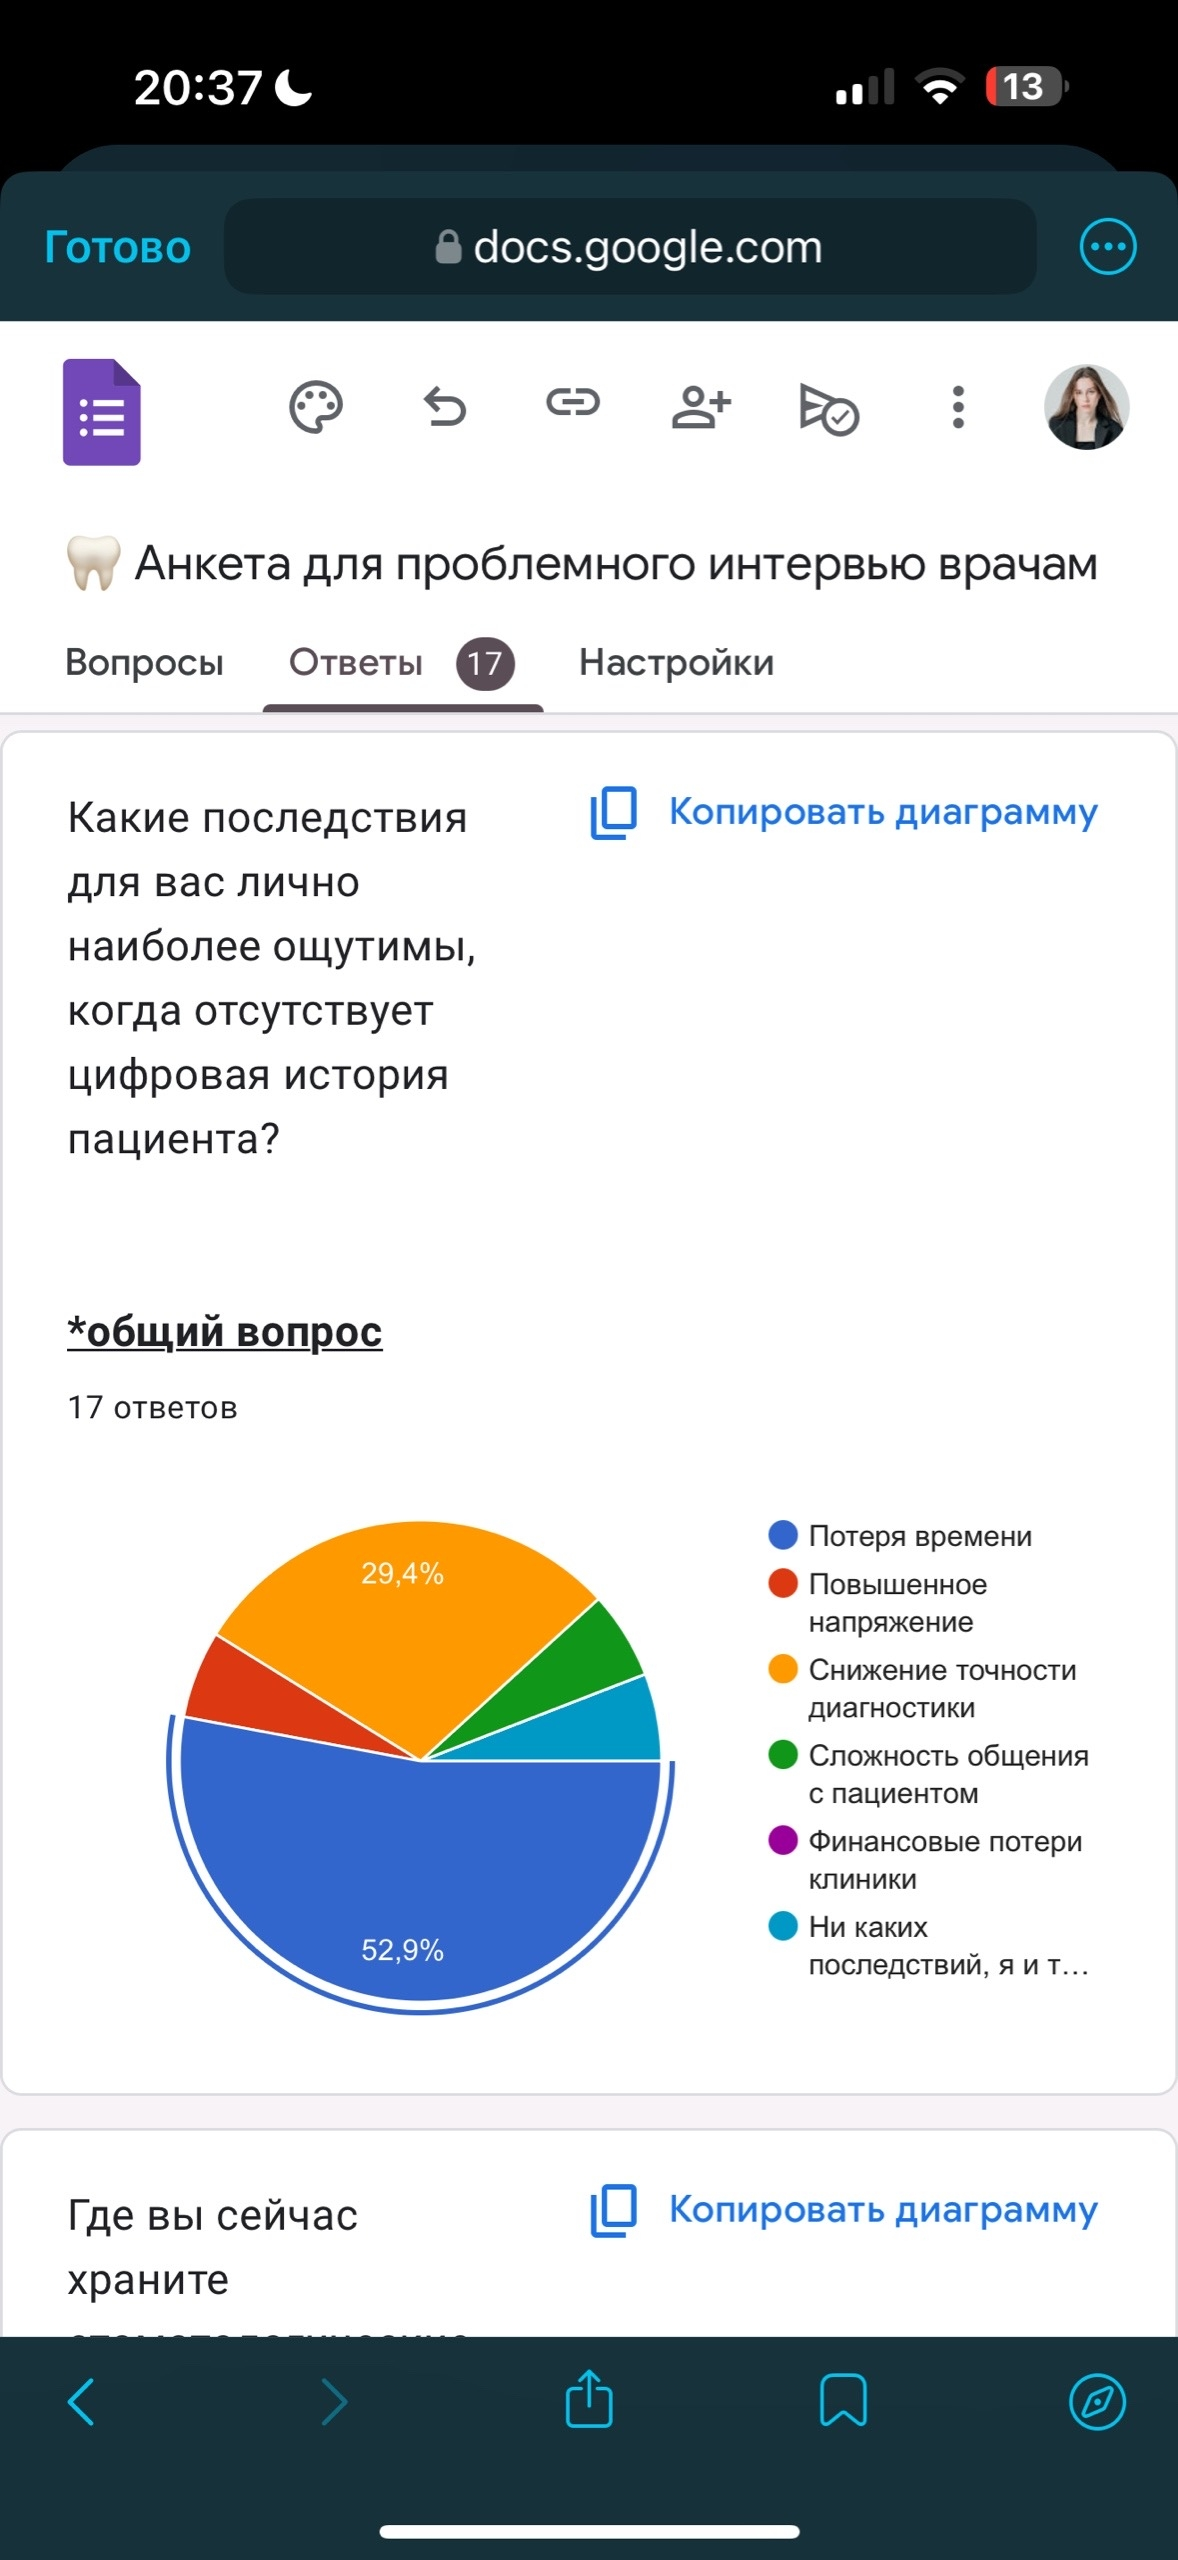 20:37
13
Готово
docs.google.com
🦷 Анкета для проблемного интервью врачам
Вопросы Ответы 17 Настройки
Какие последствия
для вас лично
наиболее ощутимы,
когда отсутствует
цифровая история
пациента?
Копировать диаграмму
*общий вопрос
17 ответов
29,4%
52,9%
Потеря времени
Повышенное
напряжение
Снижение точности
диагностики
Сложность общения
с пациентом
Финансовые потери
клиники
Ни каких
последствий, я и т…
Где вы сейчас
храните
Копировать диаграмму